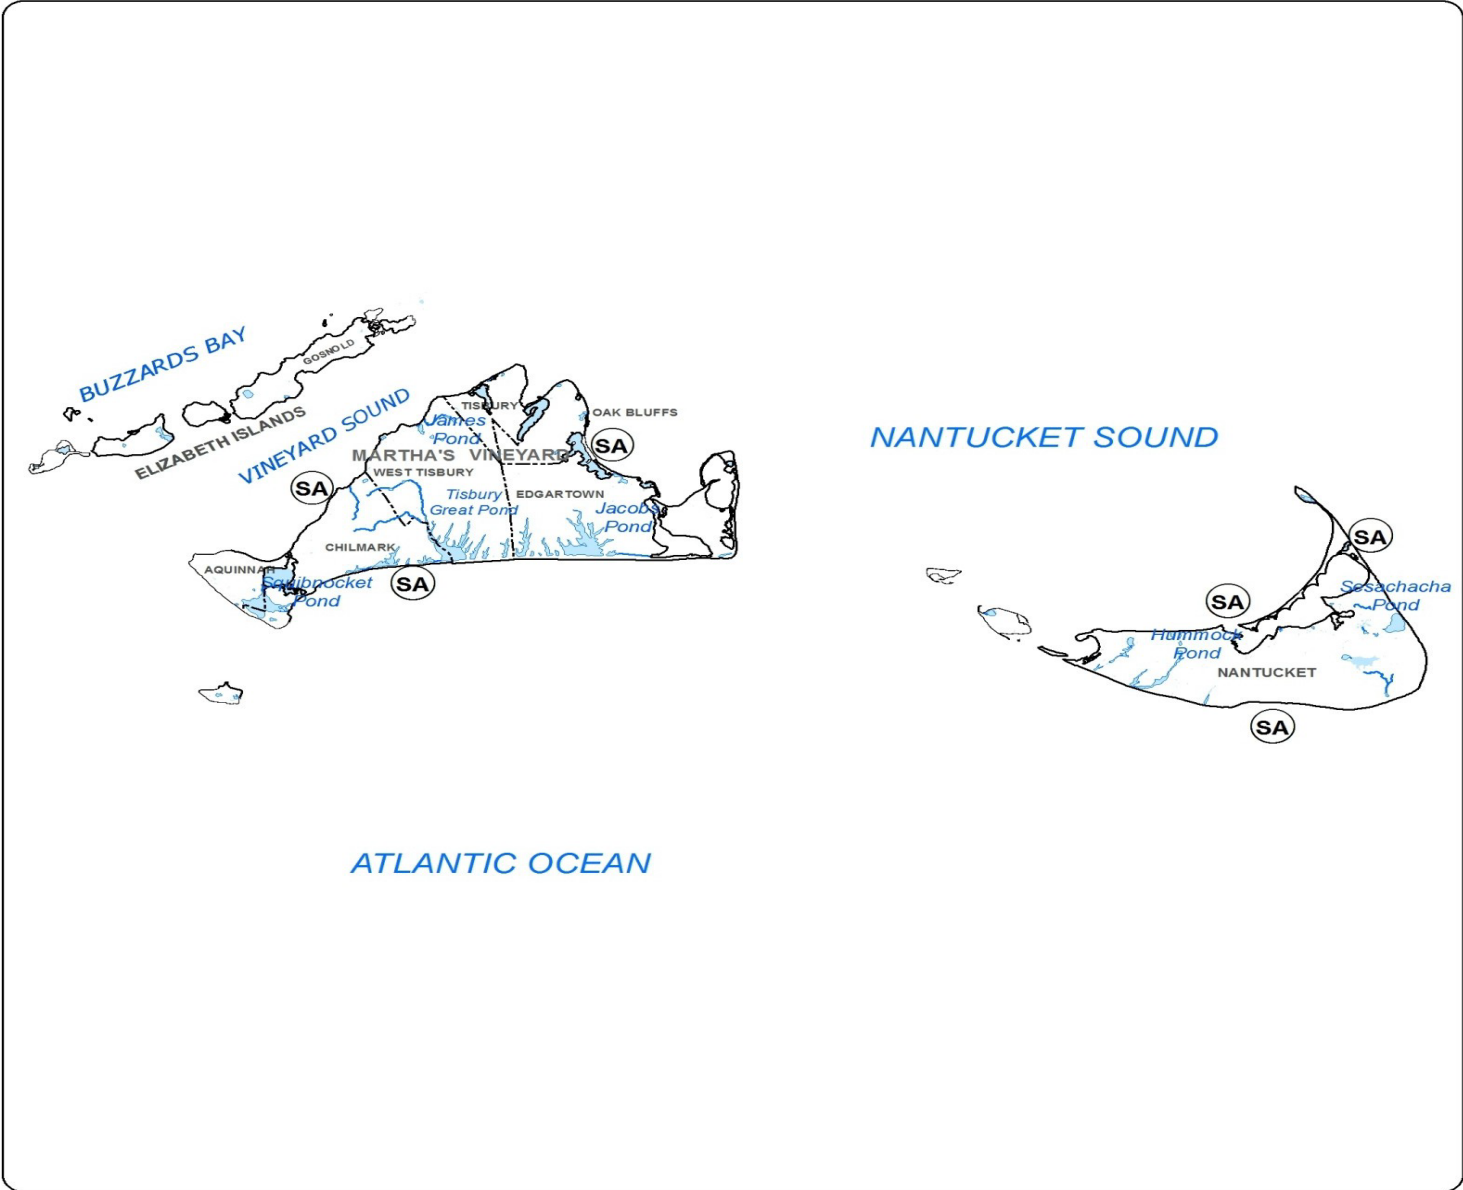 BUZZARDS BAY
GOSNOLD
ELIZABETH ISLANDS
VINEYARD SOUND
TISBURY
OAK BLUFFS
James
Pond
SA
MARTHA'S VINEYARD
WEST TISBURY
SA
Tisbury
Great Pond
EDGARTOWN
Jacobs
Pond
CHILMARK
AQUINNAH
Squibnocket
Pond
SA
NANTUCKET SOUND
SA
Sesachacha
Pond
SA
Hummock
Pond
NANTUCKET
SA
ATLANTIC OCEAN